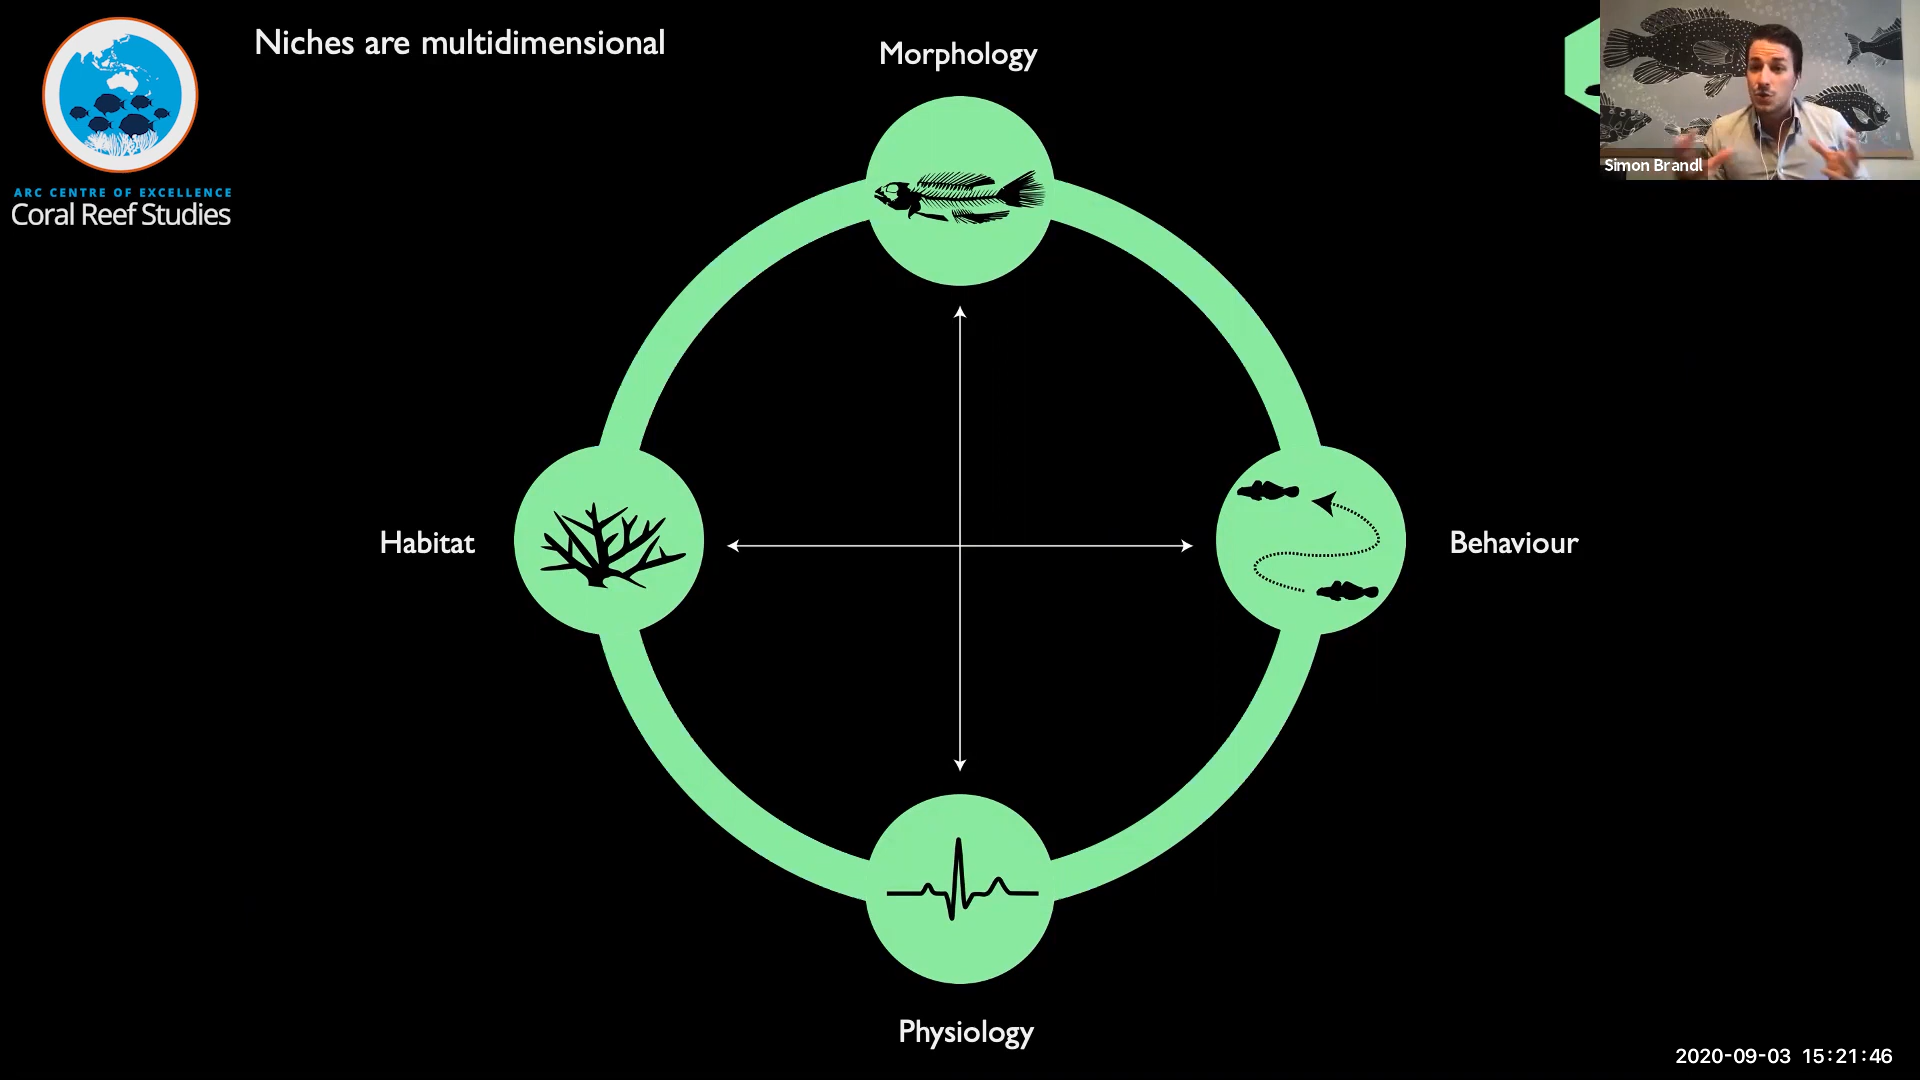 Niches are multidimensional
Morphology
Simon Brandl
ARC CENTRE OF EXCELLENCE
Coral Reef Studies
Habitat
Behaviour
Physiology
2020-09-03 15:21:46